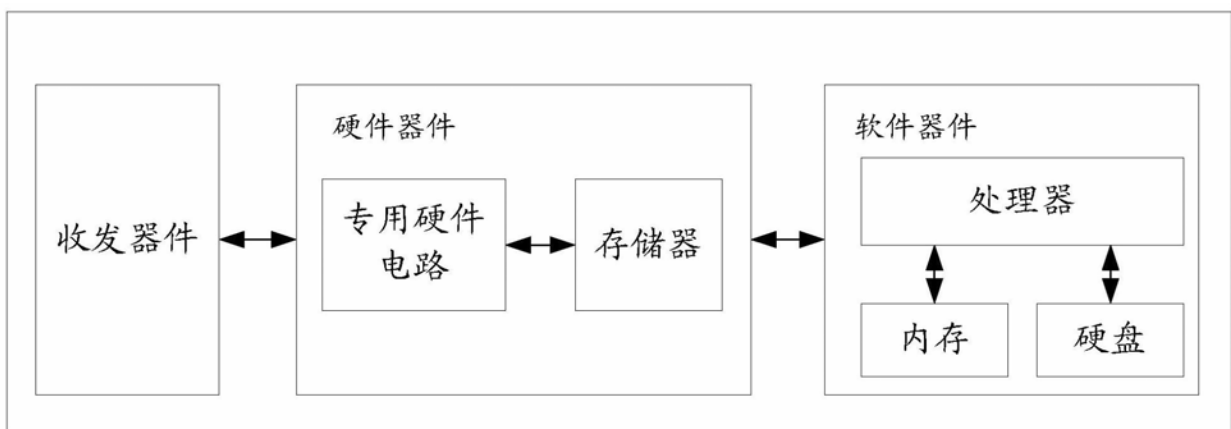 硬件器件
软件器件
收发器件
专用硬件
电路
存储器
处理器
内存
硬盘